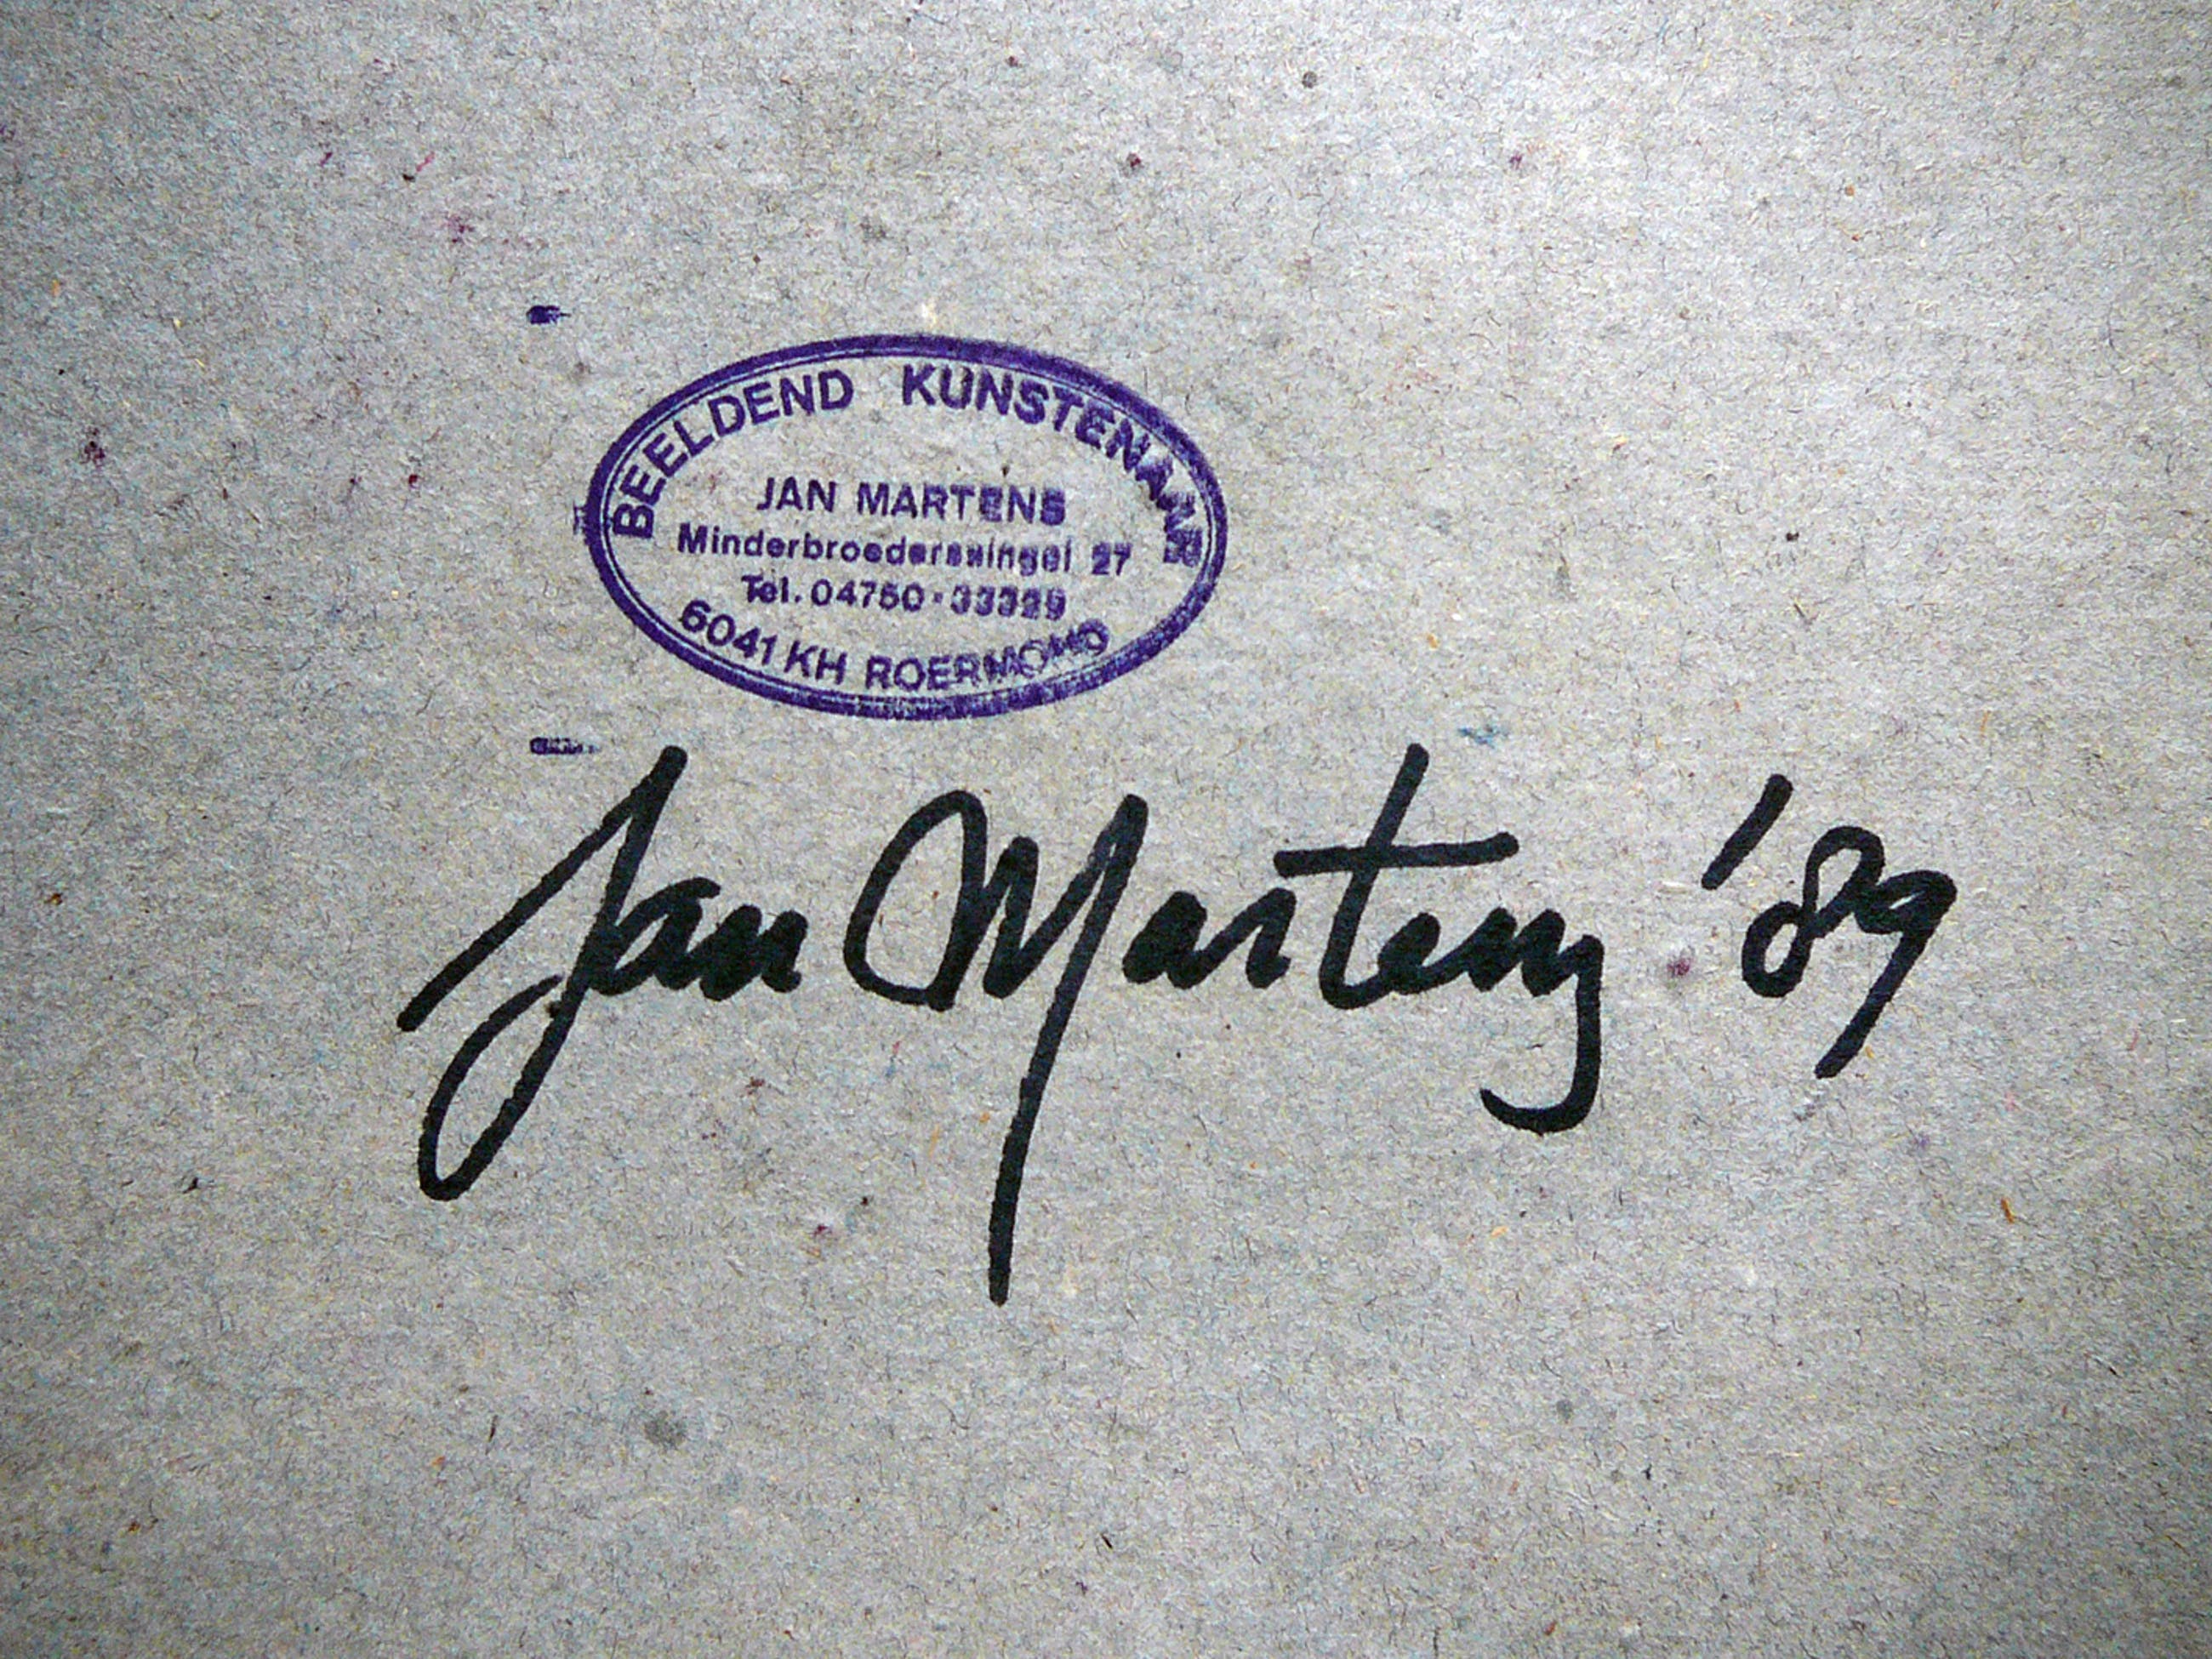 BEELDEND KUNSTENAAR
JAN MARTENS
Minderbroederssingel 27
Tel. 04750-33329
6041 KH ROERMOND
Jan Martens '89